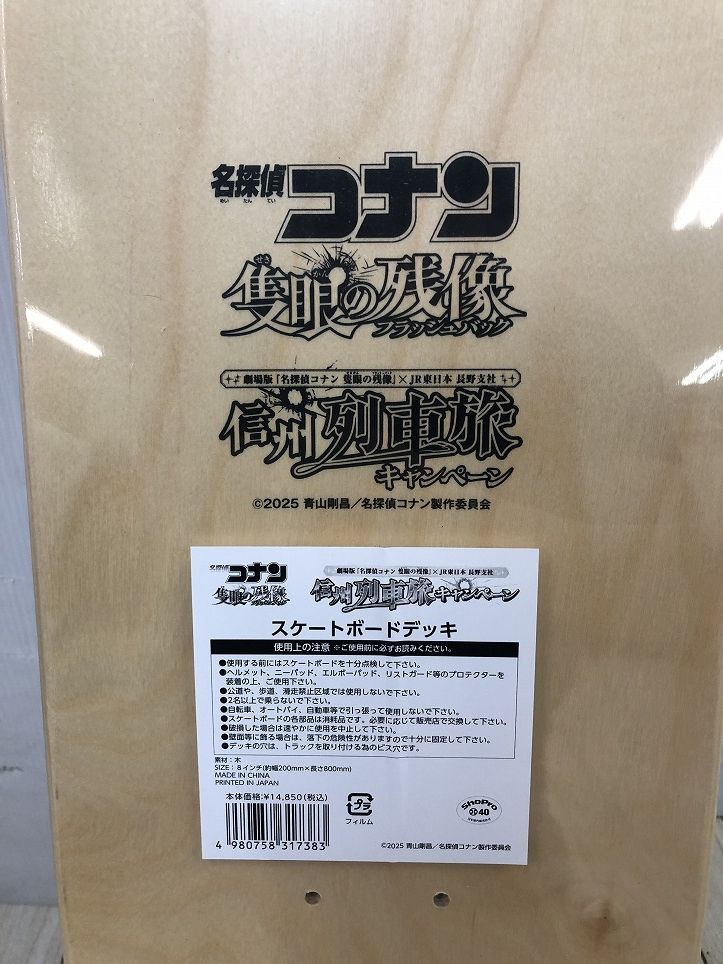 名探偵
めい たん てい
コナン
せき
隻眼の残像
フラッシュバック
劇場版「名探偵コナン 隻眼の残像」×JR東日本 長野支社
信州列車旅
キャンペーン
©2025 青山剛昌／名探偵コナン製作委員会
名探偵コナン
隻眼の残像
フラッシュバック
劇場版「名探偵コナン 隻眼の残像」×JR東日本 長野支社
信州列車旅キャンペーン
スケートボードデッキ
使用上の注意 ※ご使用前に必ずお読みください。
●使用する前にはスケートボードを十分点検して下さい。
●ヘルメット、ニーパッド、エルボーパッド、リストガード等のプロテクターを
装着の上、ご使用下さい。
●公道や、歩道、滑走禁止区域では使用しないで下さい。
●2名以上で乗らないで下さい。
●自転車、オートバイ、自動車等で引っ張って使用しないで下さい。
●スケートボードの各部品は消耗品です。必要に応じて販売店で交換して下さい。
●破損した場合は速やかに使用を中止して下さい。
●壁面等に飾る場合は、落下の危険性がありますので十分に固定して下さい。
●デッキの穴は、トラックを取り付ける為のビス穴です。
素材：木
SIZE：８インチ(約幅200mm×長さ800mm)
MADE IN CHINA
PRINTED IN JAPAN
本体価格:¥14,850(税込)
4 980758 317383
プラ
フィルム
ShoPro
40
©2025 青山剛昌／名探偵コナン製作委員会